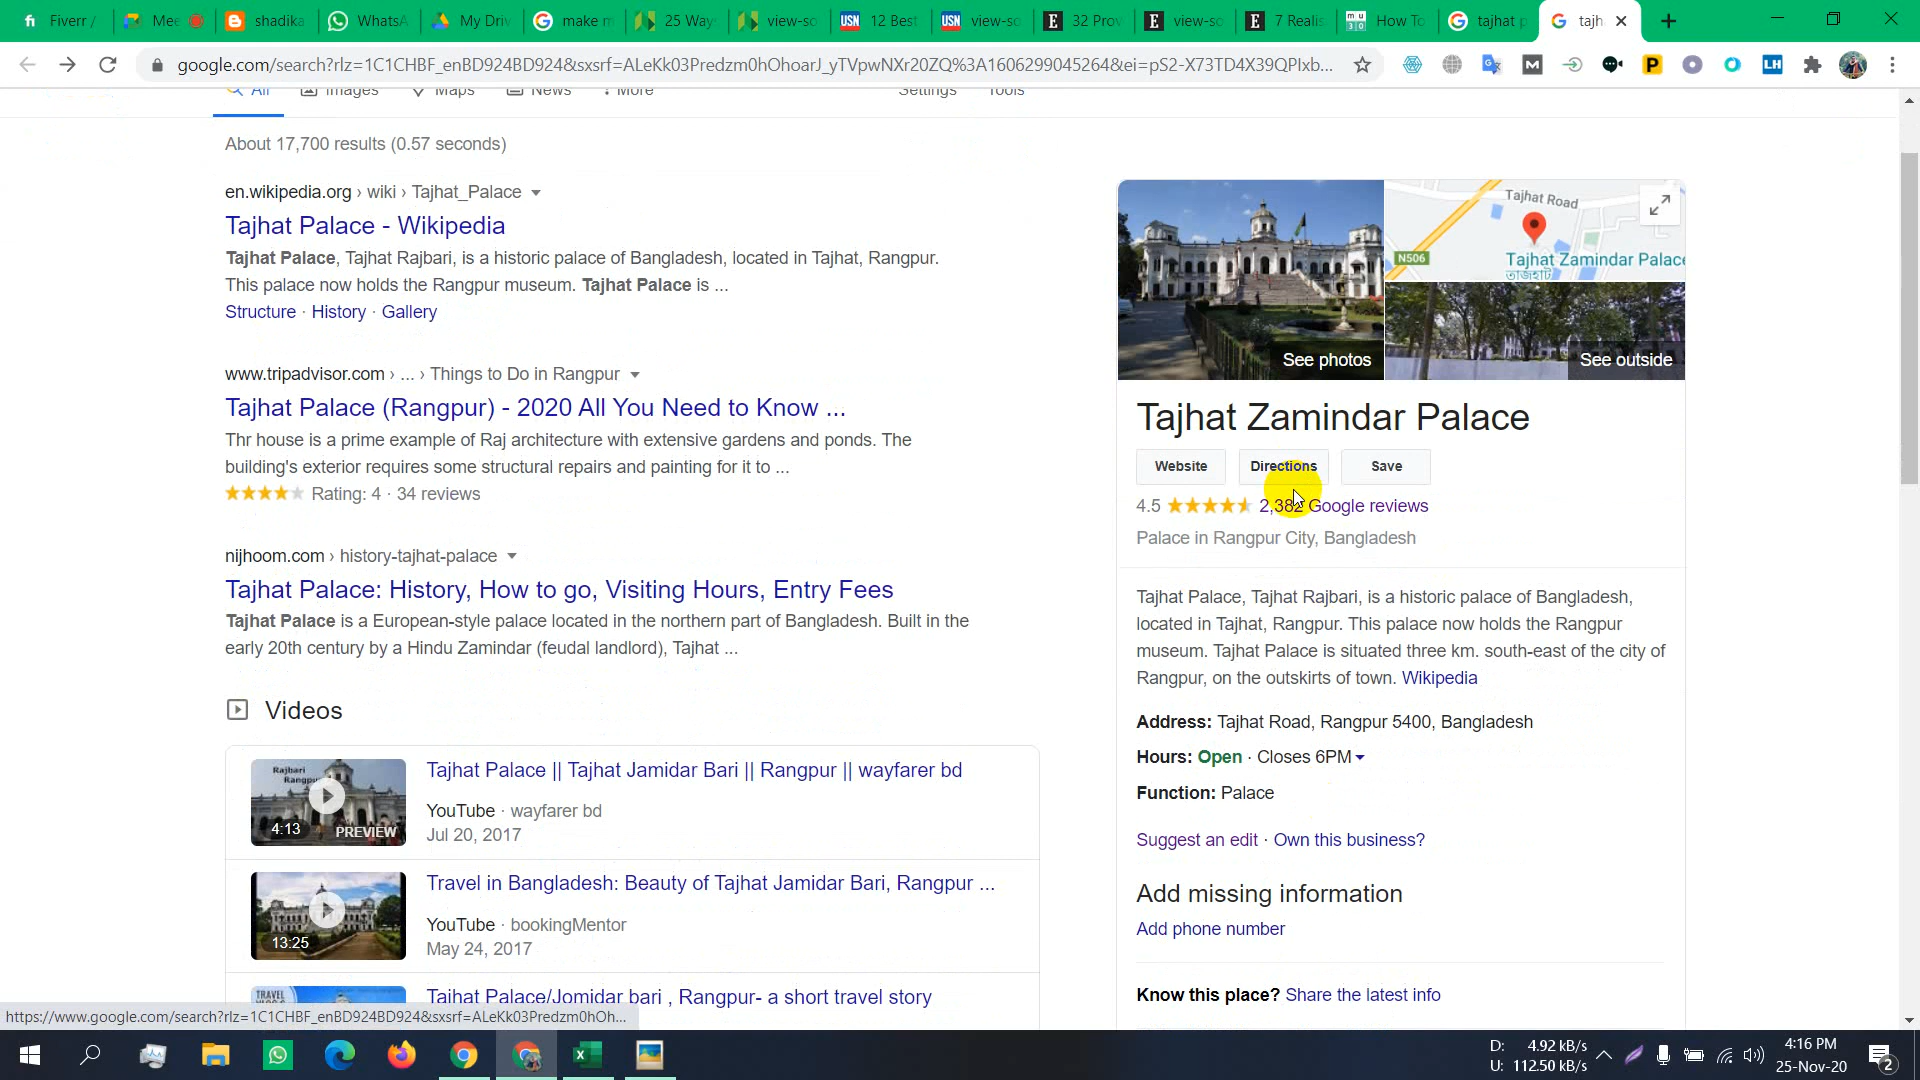 Fiverr /
Mee
shadika
WhatsA
My Driv
make m
25 Way
view-so
USN 12 Best
USN view-so
E 32 Prov
E view-so
E 7 Realis
How To
tajhat p
tajh
google.com/search?rlz=1C1CHBF_enBD924BD924&sxsrf=ALeKk03Predzm0hOhoarJ_yTVpwNXr20ZQ%3A1606299045264&ei=pS2-X73TD4X39QPIxb...
All Images Maps News More Settings Tools
About 17,700 results (0.57 seconds)
en.wikipedia.org › wiki › Tajhat_Palace
Tajhat Palace - Wikipedia
Tajhat Palace, Tajhat Rajbari, is a historic palace of Bangladesh, located in Tajhat, Rangpur.
This palace now holds the Rangpur museum. Tajhat Palace is ...
Structure · History · Gallery
www.tripadvisor.com › ... › Things to Do in Rangpur
Tajhat Palace (Rangpur) - 2020 All You Need to Know ...
Thr house is a prime example of Raj architecture with extensive gardens and ponds. The
building's exterior requires some structural repairs and painting for it to ...
Rating: 4 · 34 reviews
nijhoom.com › history-tajhat-palace
Tajhat Palace: History, How to go, Visiting Hours, Entry Fees
Tajhat Palace is a European-style palace located in the northern part of Bangladesh. Built in the
early 20th century by a Hindu Zamindar (feudal landlord), Tajhat ...
Videos
Rajbari
Rangpur
4:13 PREVIEW
Tajhat Palace || Tajhat Jamidar Bari || Rangpur || wayfarer bd
YouTube · wayfarer bd
Jul 20, 2017
13:25
Travel in Bangladesh: Beauty of Tajhat Jamidar Bari, Rangpur ...
YouTube · bookingMentor
May 24, 2017
TRAVEL
Tajhat Palace/Jomidar bari , Rangpur- a short travel story
https://www.google.com/search?rlz=1C1CHBF_enBD924BD924&sxsrf=ALeKk03Predzm0hOh...
Tajhat Road
N506
Tajhat Zamindar Palace
তাজহাট
See photos
See outside
Tajhat Zamindar Palace
Website Directions Save
4.5 2,382 Google reviews
Palace in Rangpur City, Bangladesh
Tajhat Palace, Tajhat Rajbari, is a historic palace of Bangladesh,
located in Tajhat, Rangpur. This palace now holds the Rangpur
museum. Tajhat Palace is situated three km. south-east of the city of
Rangpur, on the outskirts of town. Wikipedia
Address: Tajhat Road, Rangpur 5400, Bangladesh
Hours: Open · Closes 6PM
Function: Palace
Suggest an edit · Own this business?
Add missing information
Add phone number
Know this place? Share the latest info
D: 4.92 kB/s
U: 112.50 kB/s
4:16 PM
25-Nov-20
2